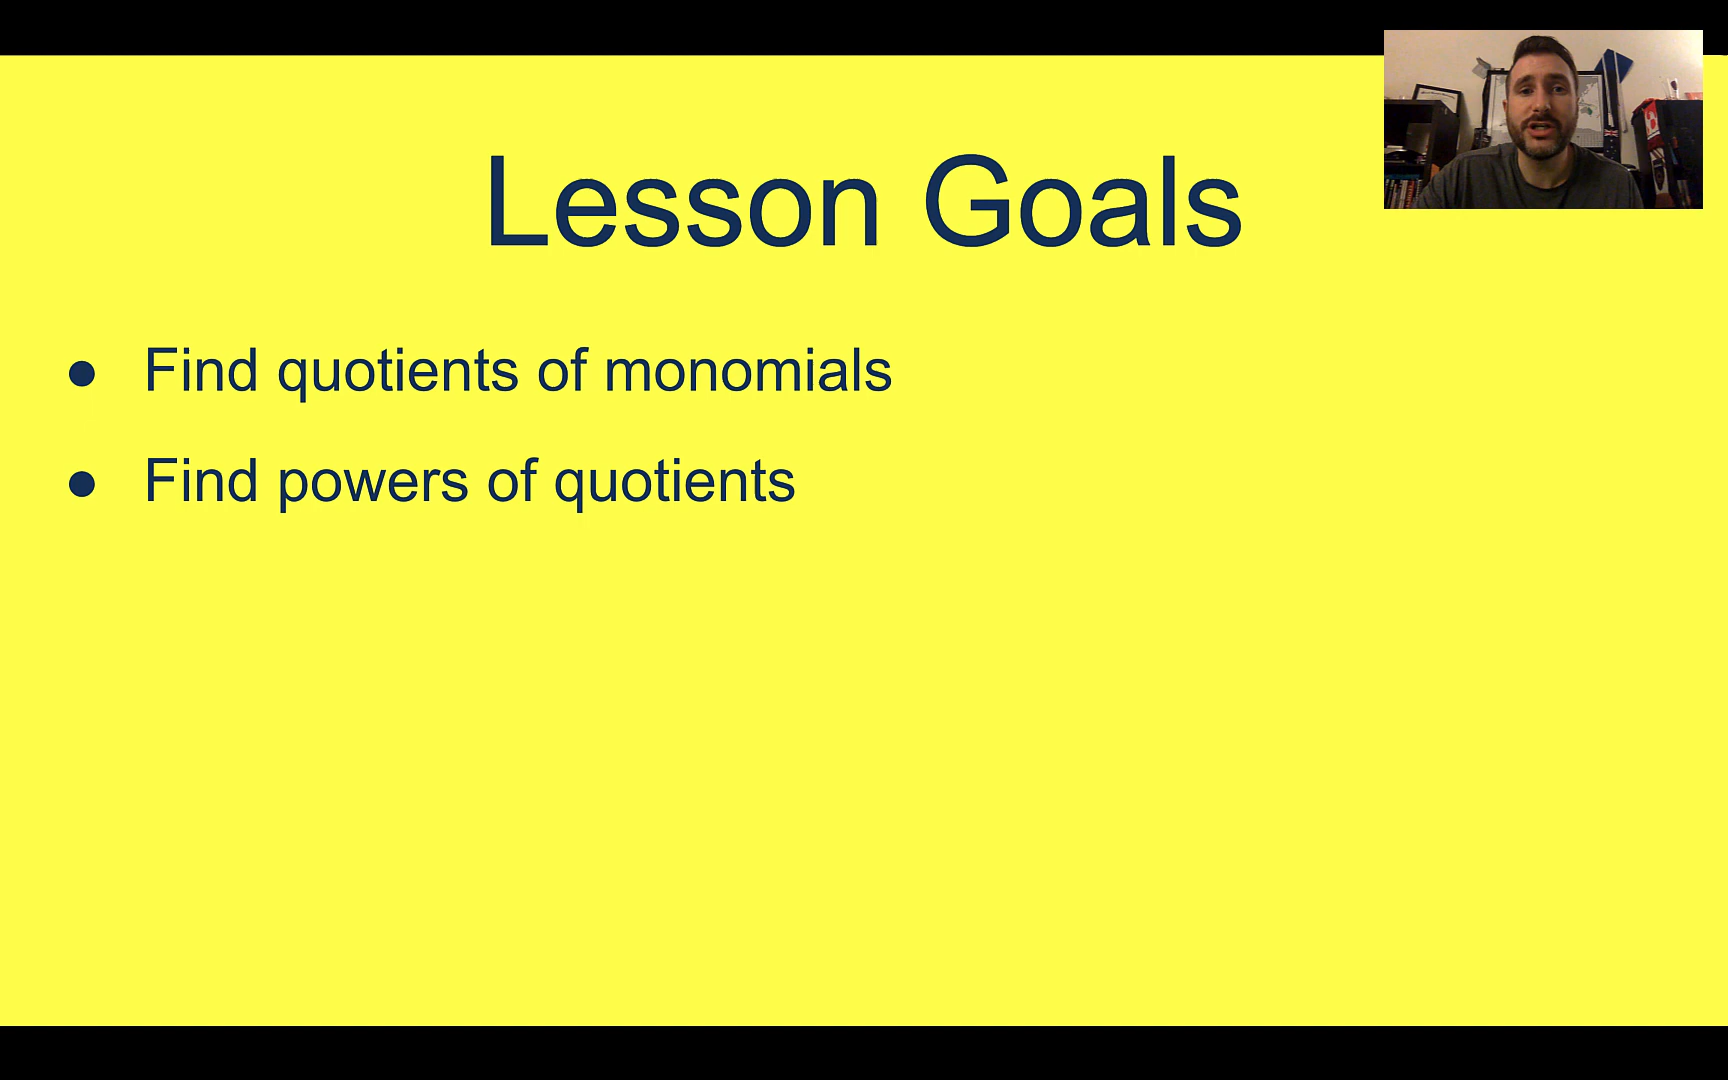 Lesson Goals
● Find quotients of monomials
● Find powers of quotients